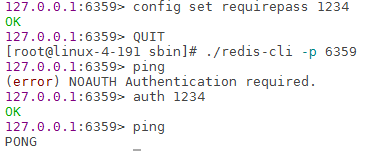 127.0.0.1:6359> config set requirepass 1234
OK
127.0.0.1:6359> QUIT
[root@linux-4-191 sbin]# ./redis-cli -p 6359
127.0.0.1:6359> ping
(error) NOAUTH Authentication required.
127.0.0.1:6359> auth 1234
OK
127.0.0.1:6359> ping
PONG